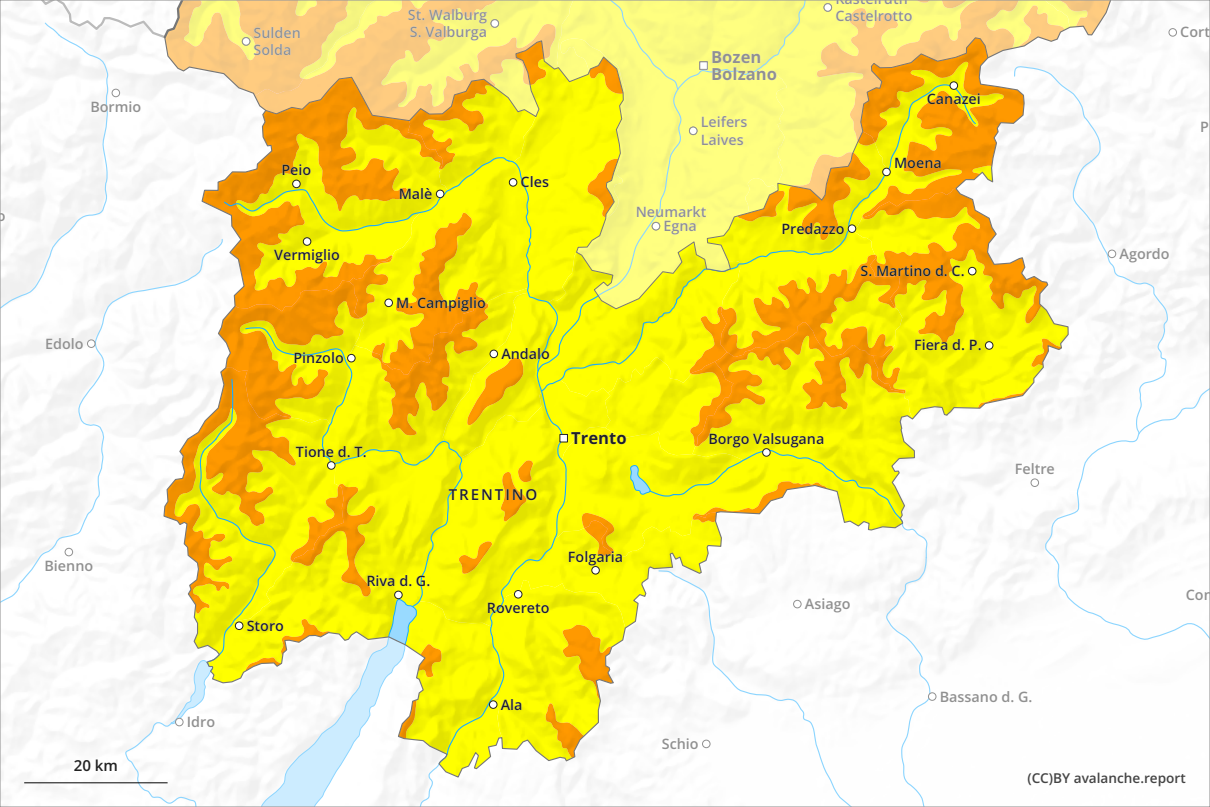 Kastelruth
Castelrotto
St. Walburg
S. Valburga
Sulden
Solda
Cort
Bozen
Bolzano
Bormio
Canazei
Leifers
Laives
P
Moena
Peio
Malè
Cles
Neumarkt
Egna
Predazzo
Vermiglio
Agordo
S. Martino d. C.
M. Campiglio
Edolo
Pinzolo
Andalo
Fiera d. P.
Trento
Borgo Valsugana
Tione d. T.
Feltre
TRENTINO
Bienno
Folgaria
Riva d. G.
Rovereto
Asiago
Cor
Storo
Bassano d. G.
Ala
Idro
Schio
20 km
(CC)BY avalanche.report